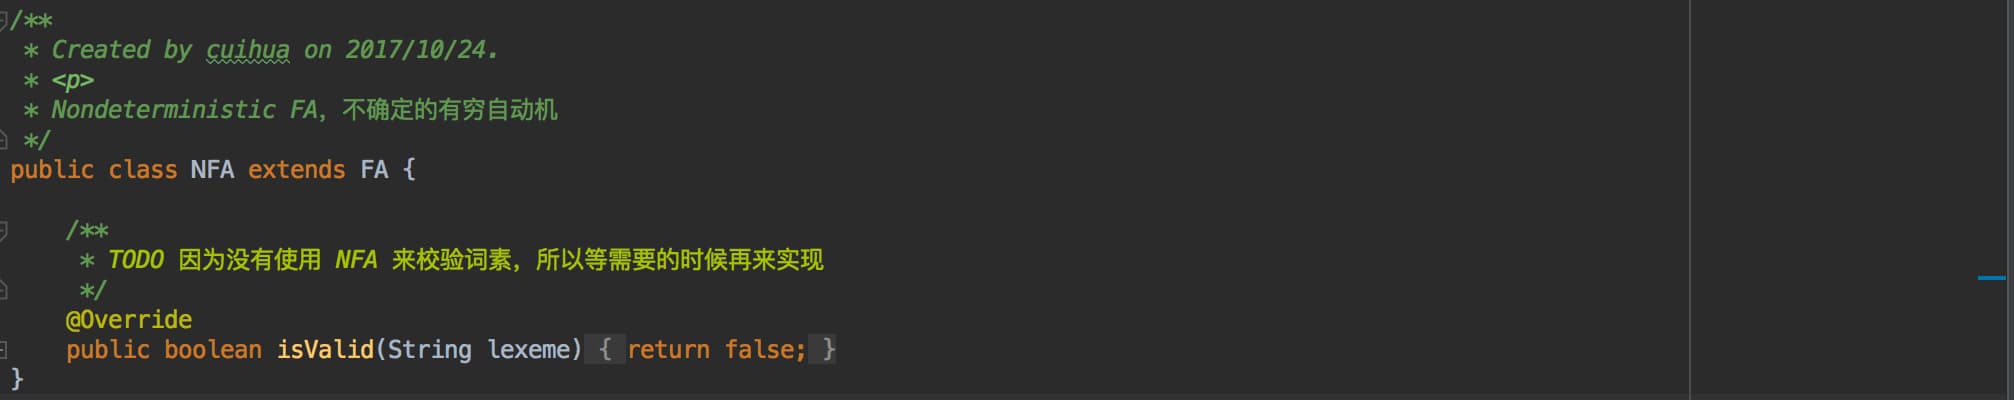 /**
 * Created by cuihua on 2017/10/24.
 * <p>
 * Nondeterministic FA，不确定的有穷自动机
 */
public class NFA extends FA {
    /**
     * TODO 因为没有使用 NFA 来校验词素，所以等需要的时候再来实现
     */
    @Override
    public boolean isValid(String lexeme) { return false; }
}